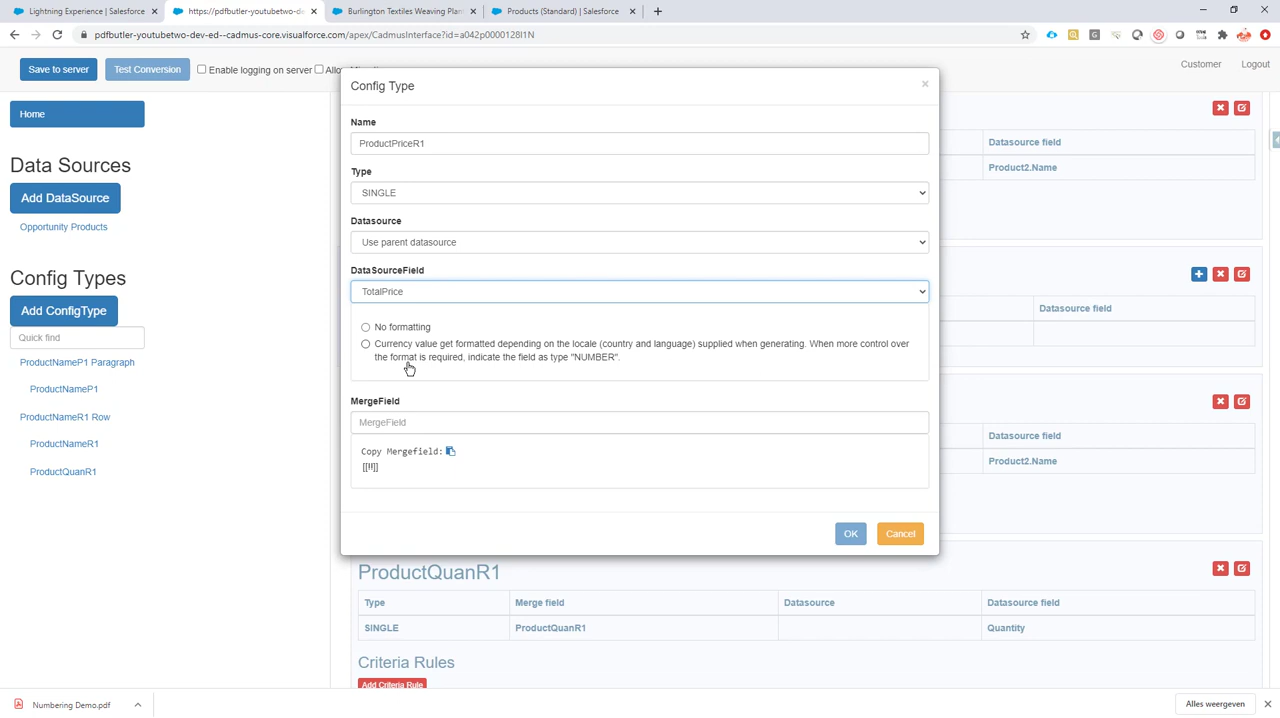 Lightning Experience | Salesforce
https://pdfbutler-youtubetwo-de
Burlington Textiles Weaving Plan
Products (Standard) | Salesforce
pdfbutler-youtubetwo-dev-ed--cadmus-core.visualforce.com/apex/CadmusInterface?id=a042p0000128I1N
Save to server
Test Conversion
Enable logging on server
Customer
Logout
Home
Data Sources
Add DataSource
Opportunity Products
Config Types
Add ConfigType
Quick find
ProductNameP1 Paragraph
ProductNameP1
ProductNameR1 Row
ProductNameR1
ProductQuanR1
Config Type
Name
ProductPriceR1
Type
SINGLE
Datasource
Use parent datasource
DataSourceField
TotalPrice
No formatting
Currency value get formatted depending on the locale (country and language) supplied when generating. When more control over
the format is required, indicate the field as type "NUMBER".
MergeField
MergeField
Copy Mergefield:
[[!!]]
OK
Cancel
Datasource field
Product2.Name
Datasource field
Datasource field
Product2.Name
ProductQuanR1
Type
Merge field
Datasource
Datasource field
SINGLE
ProductQuanR1
Quantity
Criteria Rules
Add Criteria Rule
Numbering Demo.pdf
Alles weergeven